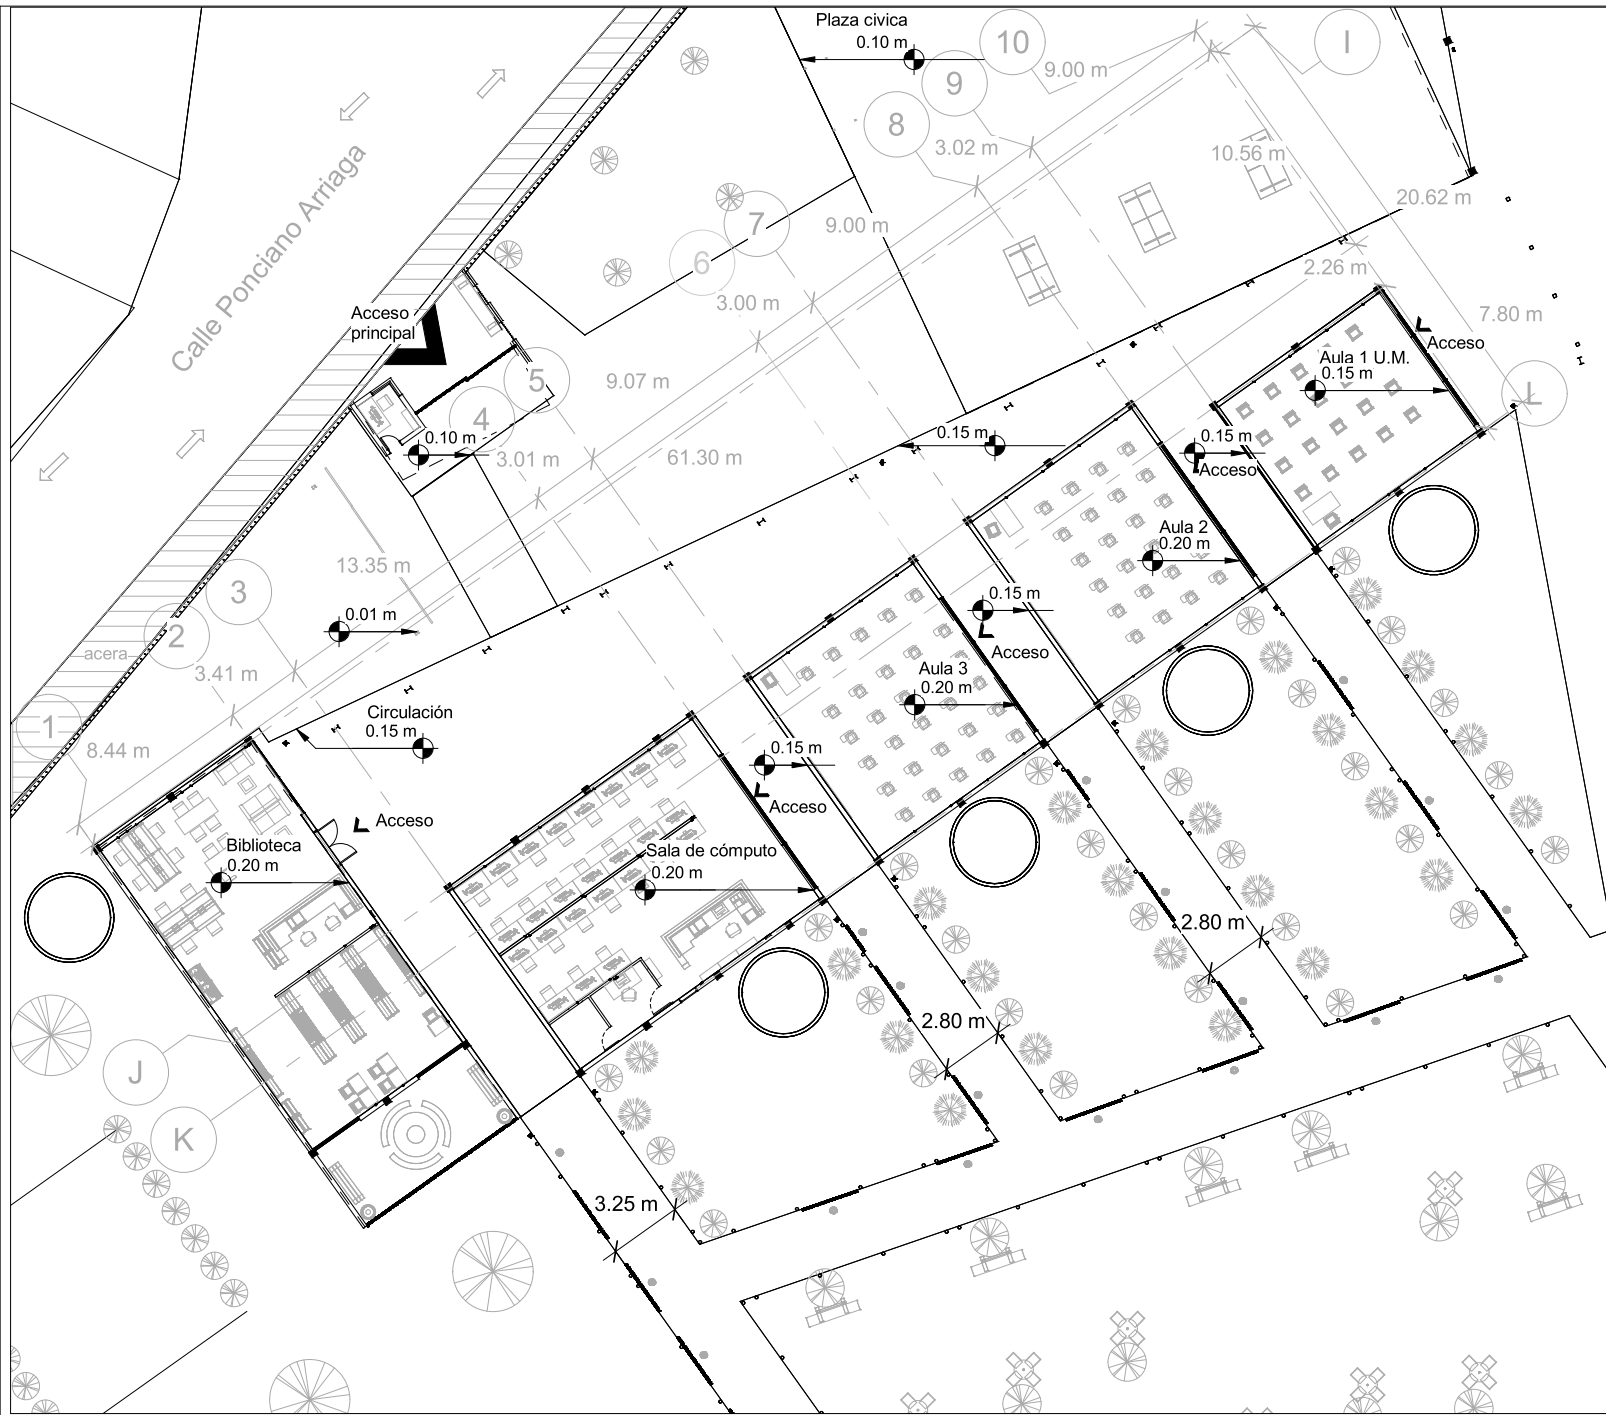 Plaza civica
0.10 m
10
I
9
9.00 m
8
3.02 m
10.56 m
20.62 m
Calle Ponciano Arriaga
7
9.00 m
6
2.26 m
3.00 m
Acceso
principal
7.80 m
Acceso
Aula 1 U.M.
0.15 m
5
9.07 m
L
4
0.10 m
0.15 m
0.15 m
Acceso
3.01 m
61.30 m
Aula 2
0.20 m
13.35 m
3
0.15 m
0.01 m
2
acera
Acceso
3.41 m
Aula 3
0.20 m
Circulación
0.15 m
1
8.44 m
0.15 m
Acceso
Acceso
Biblioteca
0.20 m
Sala de cómputo
0.20 m
2.80 m
2.80 m
J
K
3.25 m